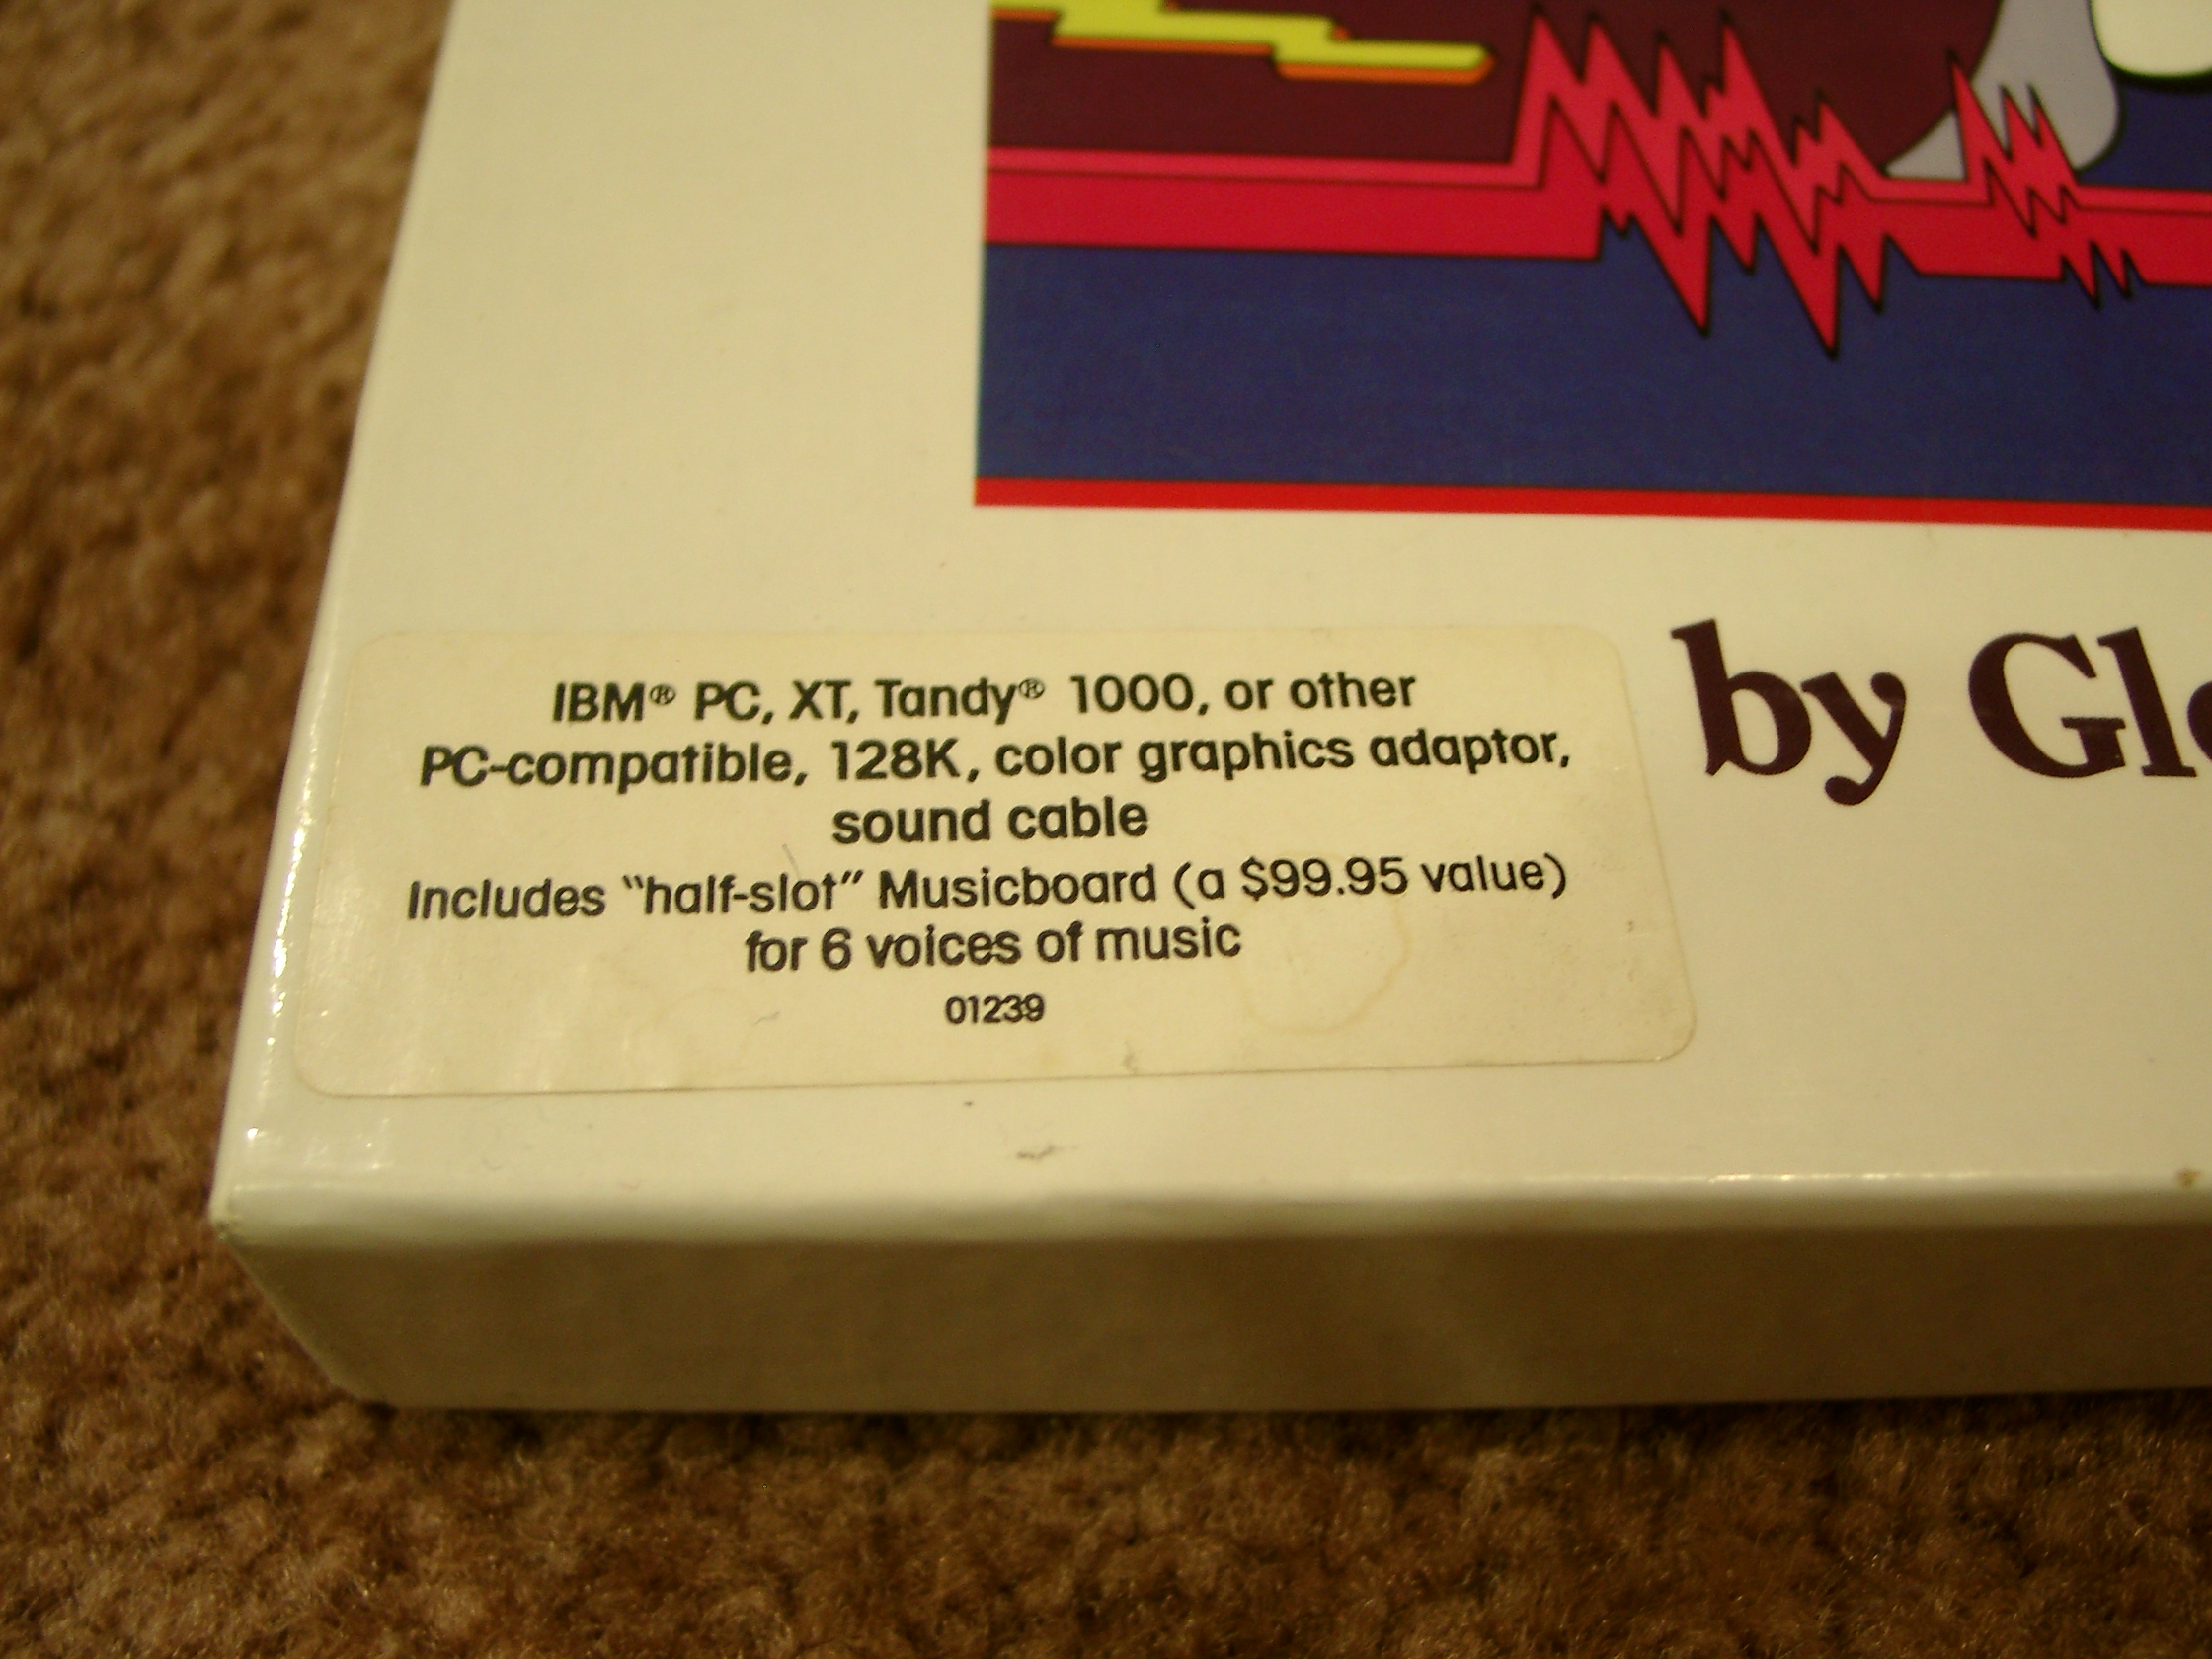 IBM® PC, XT, Tandy® 1000, or other
PC-compatible, 128K, color graphics adaptor,
sound cable
Includes "half-slot" Musicboard (a $99.95 value)
for 6 voices of music
01239
by